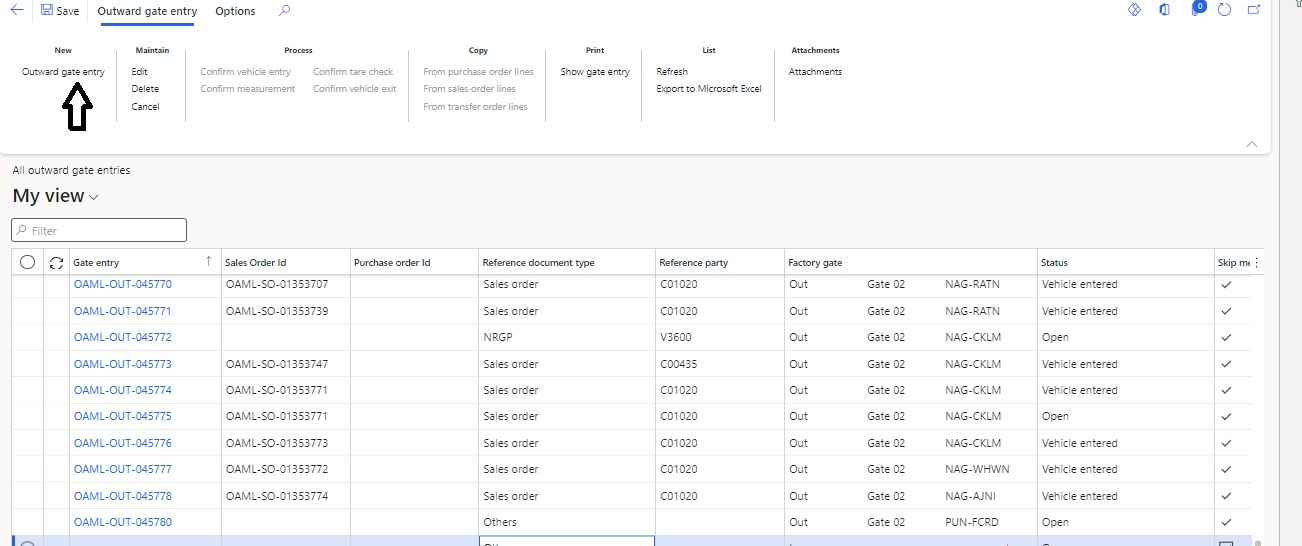 Save Outward gate entry Options 0
New Maintain Process Copy Print List Attachments
Outward gate entry Edit Confirm vehicle entry Confirm tare check From purchase order lines Show gate entry Refresh Attachments
Delete Confirm measurement Confirm vehicle exit From sales order lines Export to Microsoft Excel
Cancel From transfer order lines
All outward gate entries
My view
Filter
Gate entry Sales Order Id Purchase order Id Reference document type Reference party Factory gate Status Skip me
OAML-OUT-045770 OAML-SO-01353707 Sales order C01020 Out Gate 02 NAG-RATN Vehicle entered
OAML-OUT-045771 OAML-SO-01353739 Sales order C01020 Out Gate 02 NAG-RATN Vehicle entered
OAML-OUT-045772 NRGP V3600 Out Gate 02 NAG-CKLM Open
OAML-OUT-045773 OAML-SO-01353747 Sales order C00435 Out Gate 02 NAG-CKLM Vehicle entered
OAML-OUT-045774 OAML-SO-01353771 Sales order C01020 Out Gate 02 NAG-CKLM Vehicle entered
OAML-OUT-045775 OAML-SO-01353771 Sales order C01020 Out Gate 02 NAG-CKLM Open
OAML-OUT-045776 OAML-SO-01353773 Sales order C01020 Out Gate 02 NAG-CKLM Vehicle entered
OAML-OUT-045777 OAML-SO-01353772 Sales order C01020 Out Gate 02 NAG-WHWN Vehicle entered
OAML-OUT-045778 OAML-SO-01353774 Sales order C01020 Out Gate 02 NAG-AJNI Vehicle entered
OAML-OUT-045780 Others Out Gate 02 PUN-FCRD Open